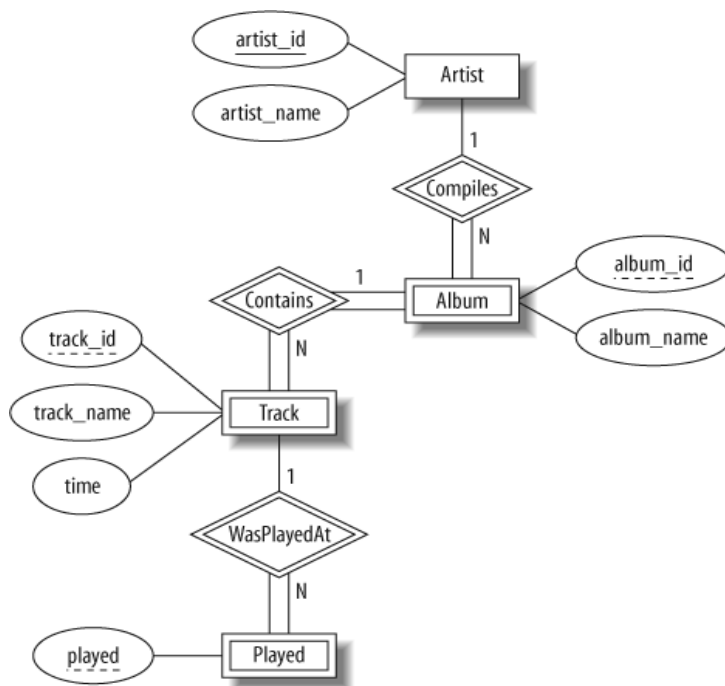 artist_id
Artist
artist_name
1
Compiles
N
album_id
1
Contains
Album
track_id
album_name
N
track_name
Track
time
1
WasPlayedAt
N
played
Played